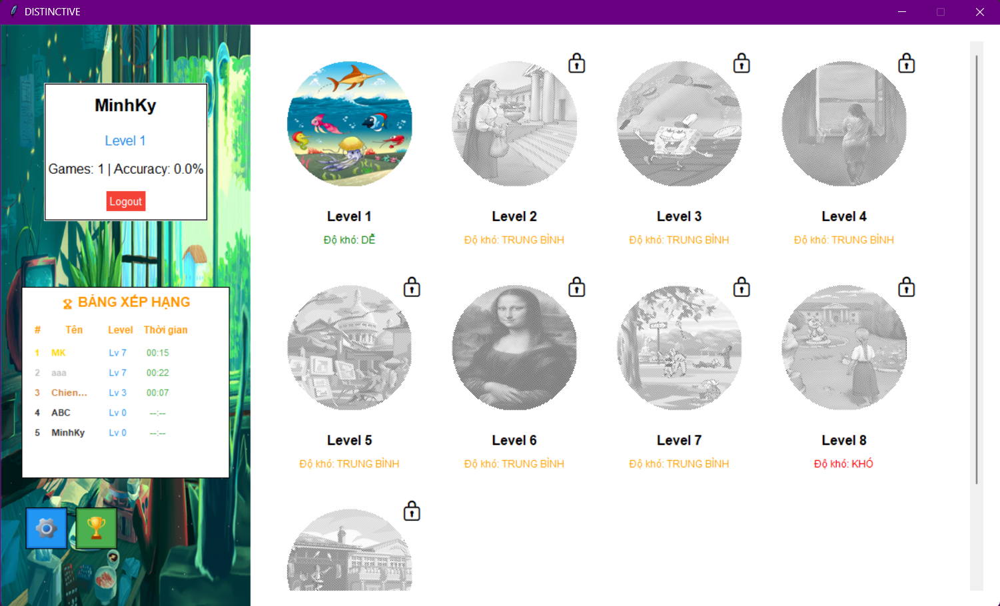 DISTINCTIVE
MinhKy
Level 1
Games: 1 | Accuracy: 0.0%
Logout
BẢNG XẾP HẠNG
# Tên Level Thời gian
1 MK Lv 7 00:15
2 aaa Lv 7 00:22
3 Chien... Lv 3 00:07
4 ABC Lv 0 --:--
5 MinhKy Lv 0 --:--
Level 1 Level 2 Level 3 Level 4
Độ khó: DỄ Độ khó: TRUNG BÌNH Độ khó: TRUNG BÌNH Độ khó: TRUNG BÌNH
Level 5 Level 6 Level 7 Level 8
Độ khó: TRUNG BÌNH Độ khó: TRUNG BÌNH Độ khó: TRUNG BÌNH Độ khó: KHÓ